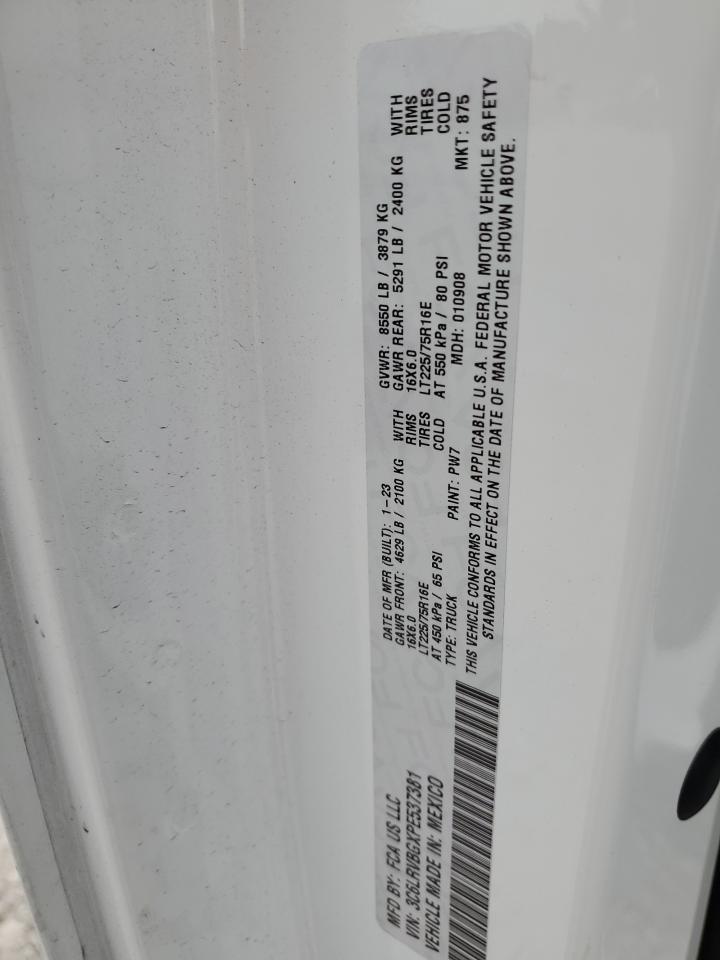 MFD BY: FCA US LLC
VIN: 3C6LRVBGXPE537381
VEHICLE MADE IN: MEXICO
DATE OF MFR (BUILT): 1-23 GVWR: 8550 LB / 3879 KG
GAWR FRONT: 4629 LB / 2100 KG WITH GAWR REAR: 5291 LB / 2400 KG WITH
16X6.0 RIMS 16X6.0 RIMS
LT225/75R16E TIRES LT225/75R16E TIRES
AT 450 kPa / 65 PSI COLD AT 550 kPa / 80 PSI COLD
TYPE: TRUCK PAINT: PW7 MDH: 010908 MKT: 875
THIS VEHICLE CONFORMS TO ALL APPLICABLE U.S.A. FEDERAL MOTOR VEHICLE SAFETY
STANDARDS IN EFFECT ON THE DATE OF MANUFACTURE SHOWN ABOVE.